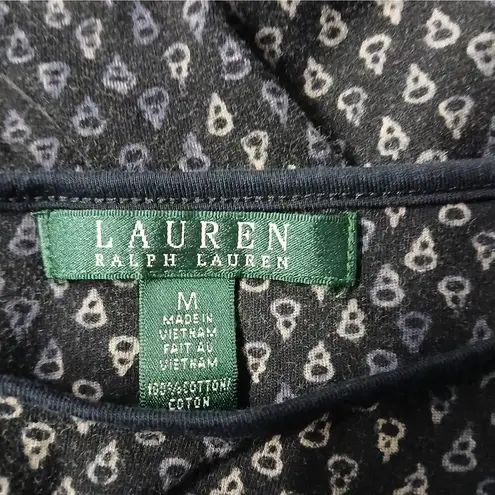 LAUREN
RALPH LAUREN
M
MADE IN
VIETNAM
FAIT AU
VIETNAM
100% COTTON/
COTON